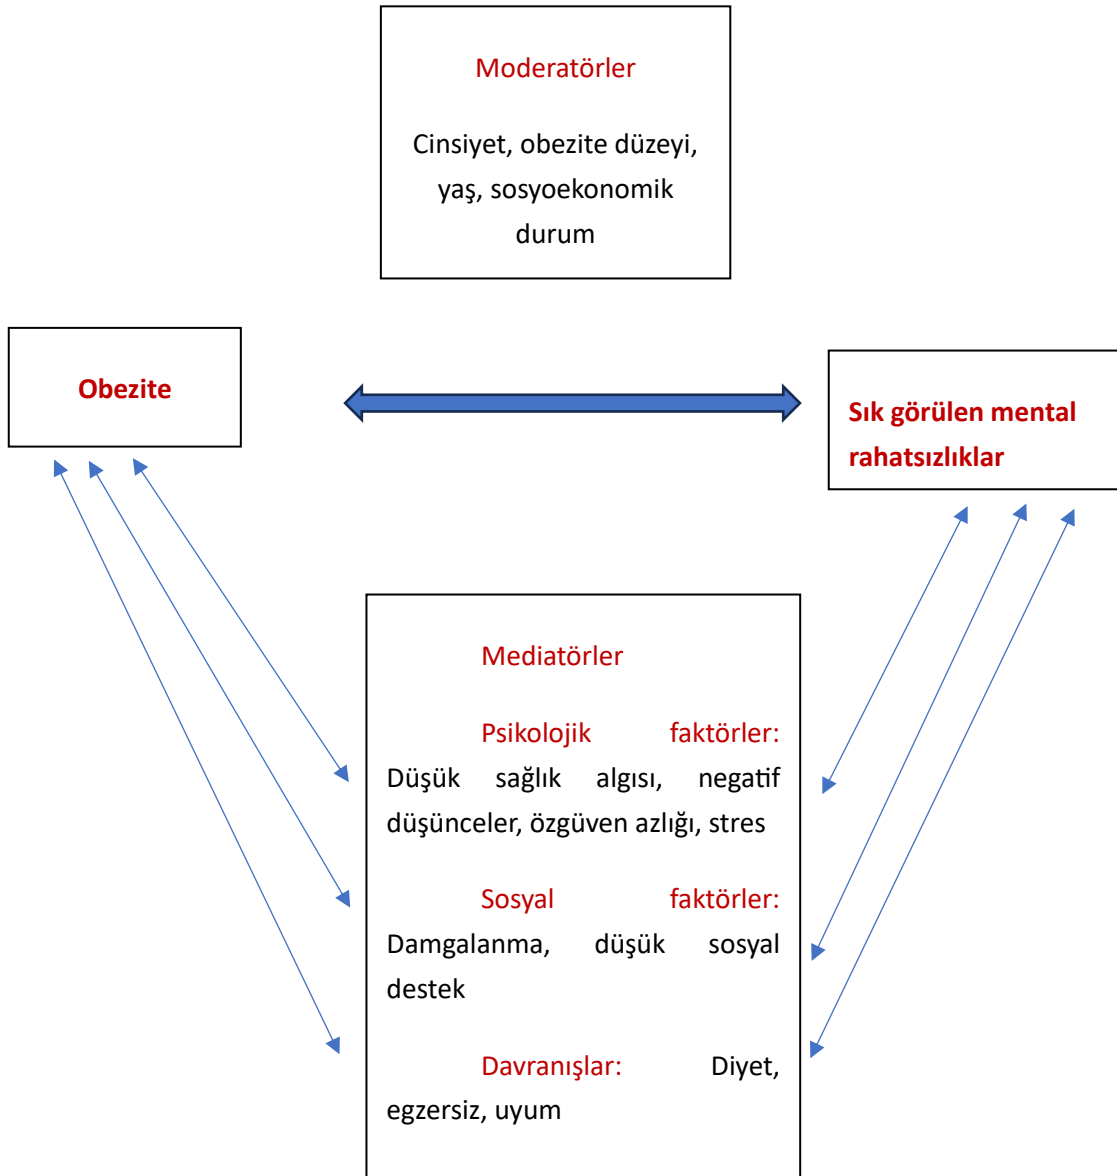 Moderatörler
Cinsiyet, obezite düzeyi,
yaş, sosyoekonomik
durum
Obezite
Sık görülen mental
rahatsızlıklar
Mediatörler
Psikolojik faktörler:
Düşük sağlık algısı, negatif
düşünceler, özgüven azlığı, stres
Sosyal faktörler:
Damgalanma, düşük sosyal
destek
Davranışlar: Diyet,
egzersiz, uyum